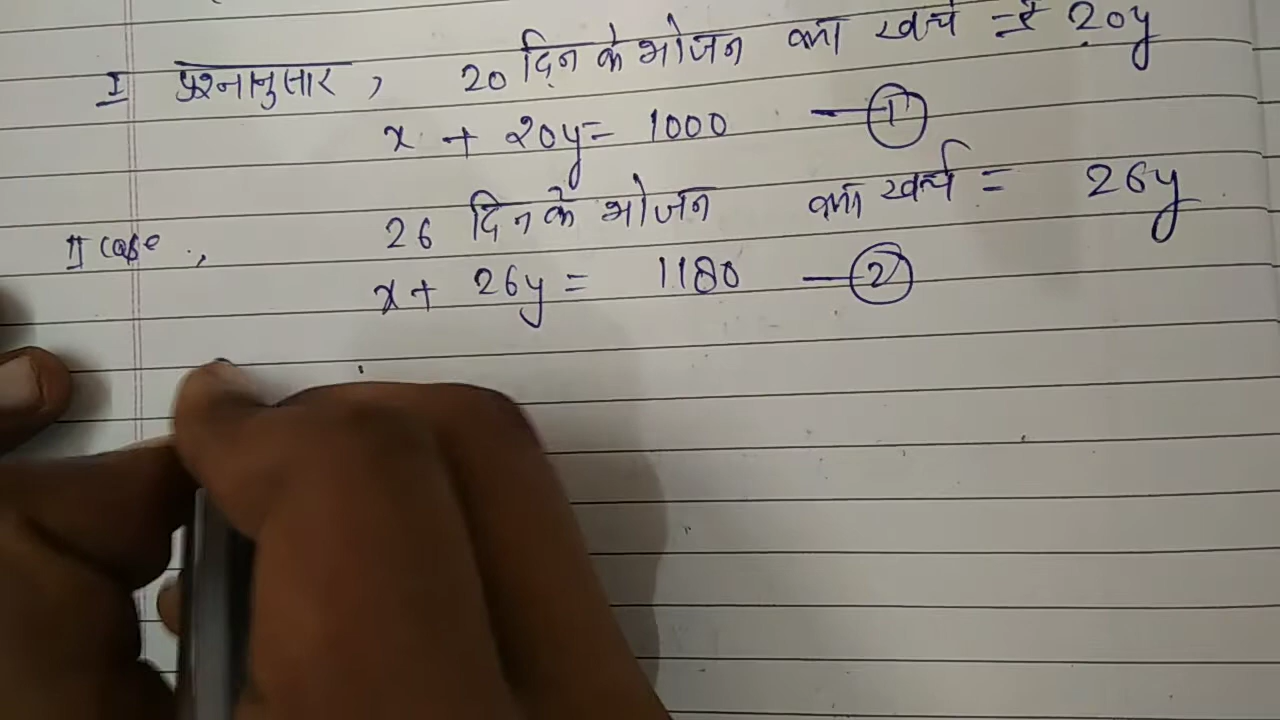 I प्रश्नानुसार, 20 दिन के भोजन का खर्च = 20y
x + 20y = 1000 — 1
26 दिन के भोजन का खर्च = 26y
II case,
x + 26y = 1180 — 2